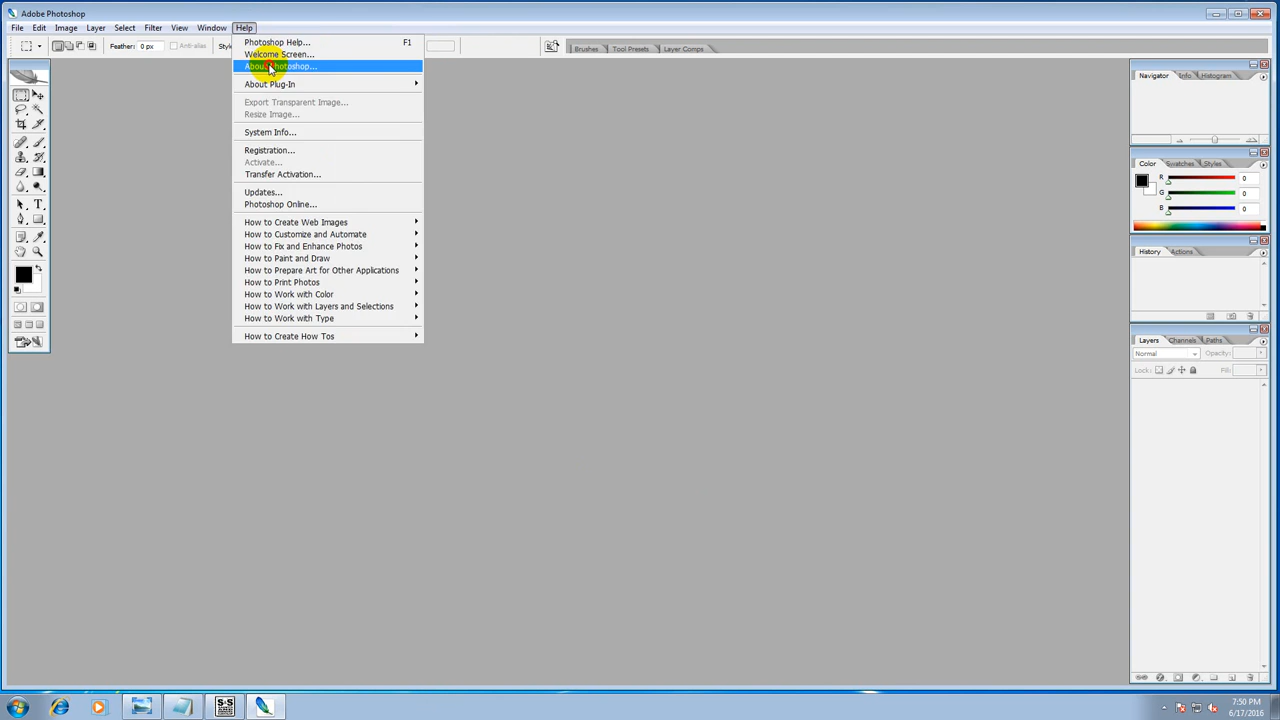 Adobe Photoshop
File Edit Image Layer Select Filter View Window Help
Feather: 0 px Anti-alias Style
Brushes Tool Presets Layer Comps
Photoshop Help... F1
Welcome Screen...
About Photoshop...
About Plug-In
Export Transparent Image...
Resize Image...
System Info...
Registration...
Activate...
Transfer Activation...
Updates...
Photoshop Online...
How to Create Web Images
How to Customize and Automate
How to Fix and Enhance Photos
How to Paint and Draw
How to Prepare Art for Other Applications
How to Print Photos
How to Work with Color
How to Work with Layers and Selections
How to Work with Type
How to Create How Tos
Navigator Info Histogram
Color Swatches Styles
R 0
G 0
B 0
History Actions
Layers Channels Paths
Normal Opacity:
Lock: Fill:
S·S
7:50 PM
6/17/2016